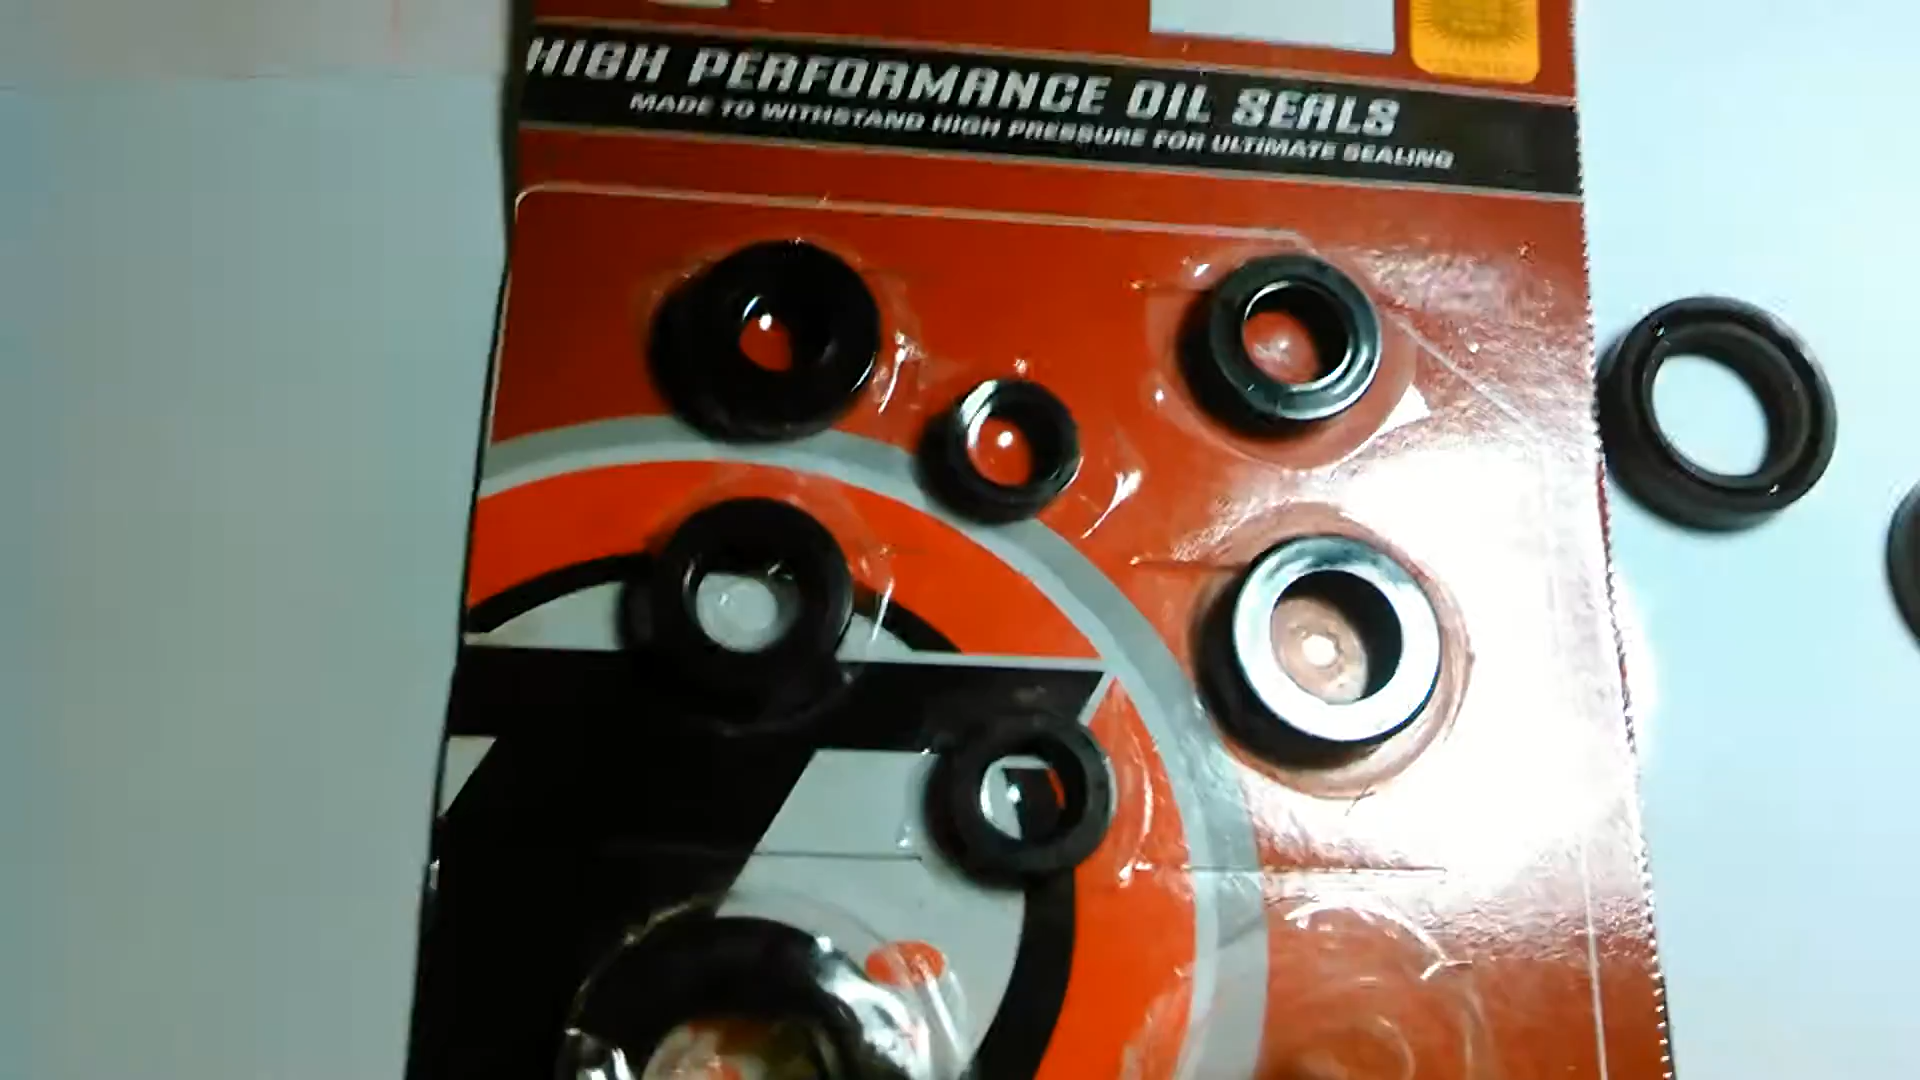 HIGH PERFORMANCE OIL SEALS
MADE TO WITHSTAND HIGH PRESSURE FOR ULTIMATE SEALING